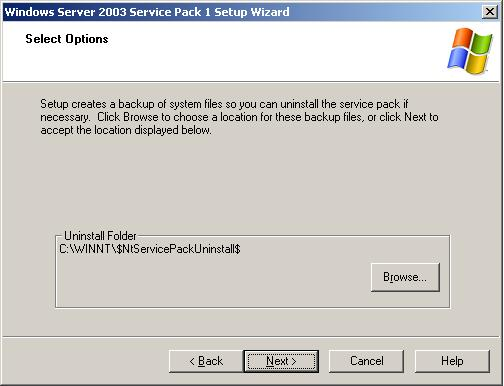 Windows Server 2003 Service Pack 1 Setup Wizard
Select Options
Setup creates a backup of system files so you can uninstall the service pack if
necessary. Click Browse to choose a location for these backup files, or click Next to
accept the location displayed below.
Uninstall Folder
C:\WINNT\$NtServicePackUninstall$
Browse...
< Back
Next >
Cancel
Help